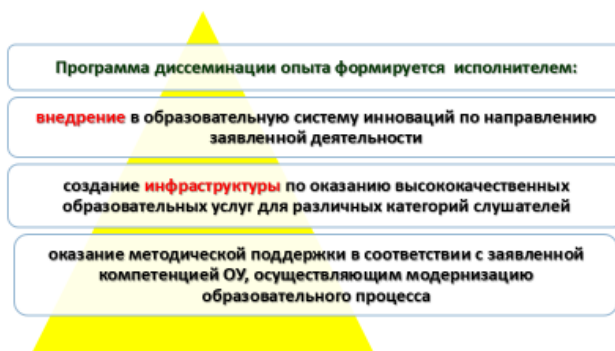 Программа диссеминации опыта формируется исполнителем:
внедрение в образовательную систему инноваций по направлению
заявленной деятельности
создание инфраструктуры по оказанию высококачественных
образовательных услуг для различных категорий слушателей
оказание методической поддержки в соответствии с заявленной
компетенцией ОУ, осуществляющим модернизацию
образовательного процесса